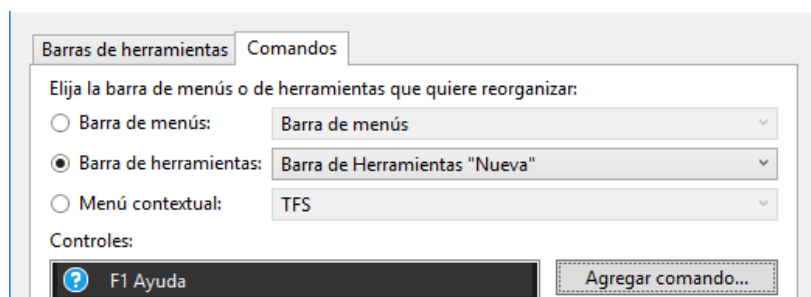 Barras de herramientas Comandos
Elija la barra de menús o de herramientas que quiere reorganizar:
Barra de menús: Barra de menús
Barra de herramientas: Barra de Herramientas "Nueva"
Menú contextual: TFS
Controles:
F1 Ayuda Agregar comando...